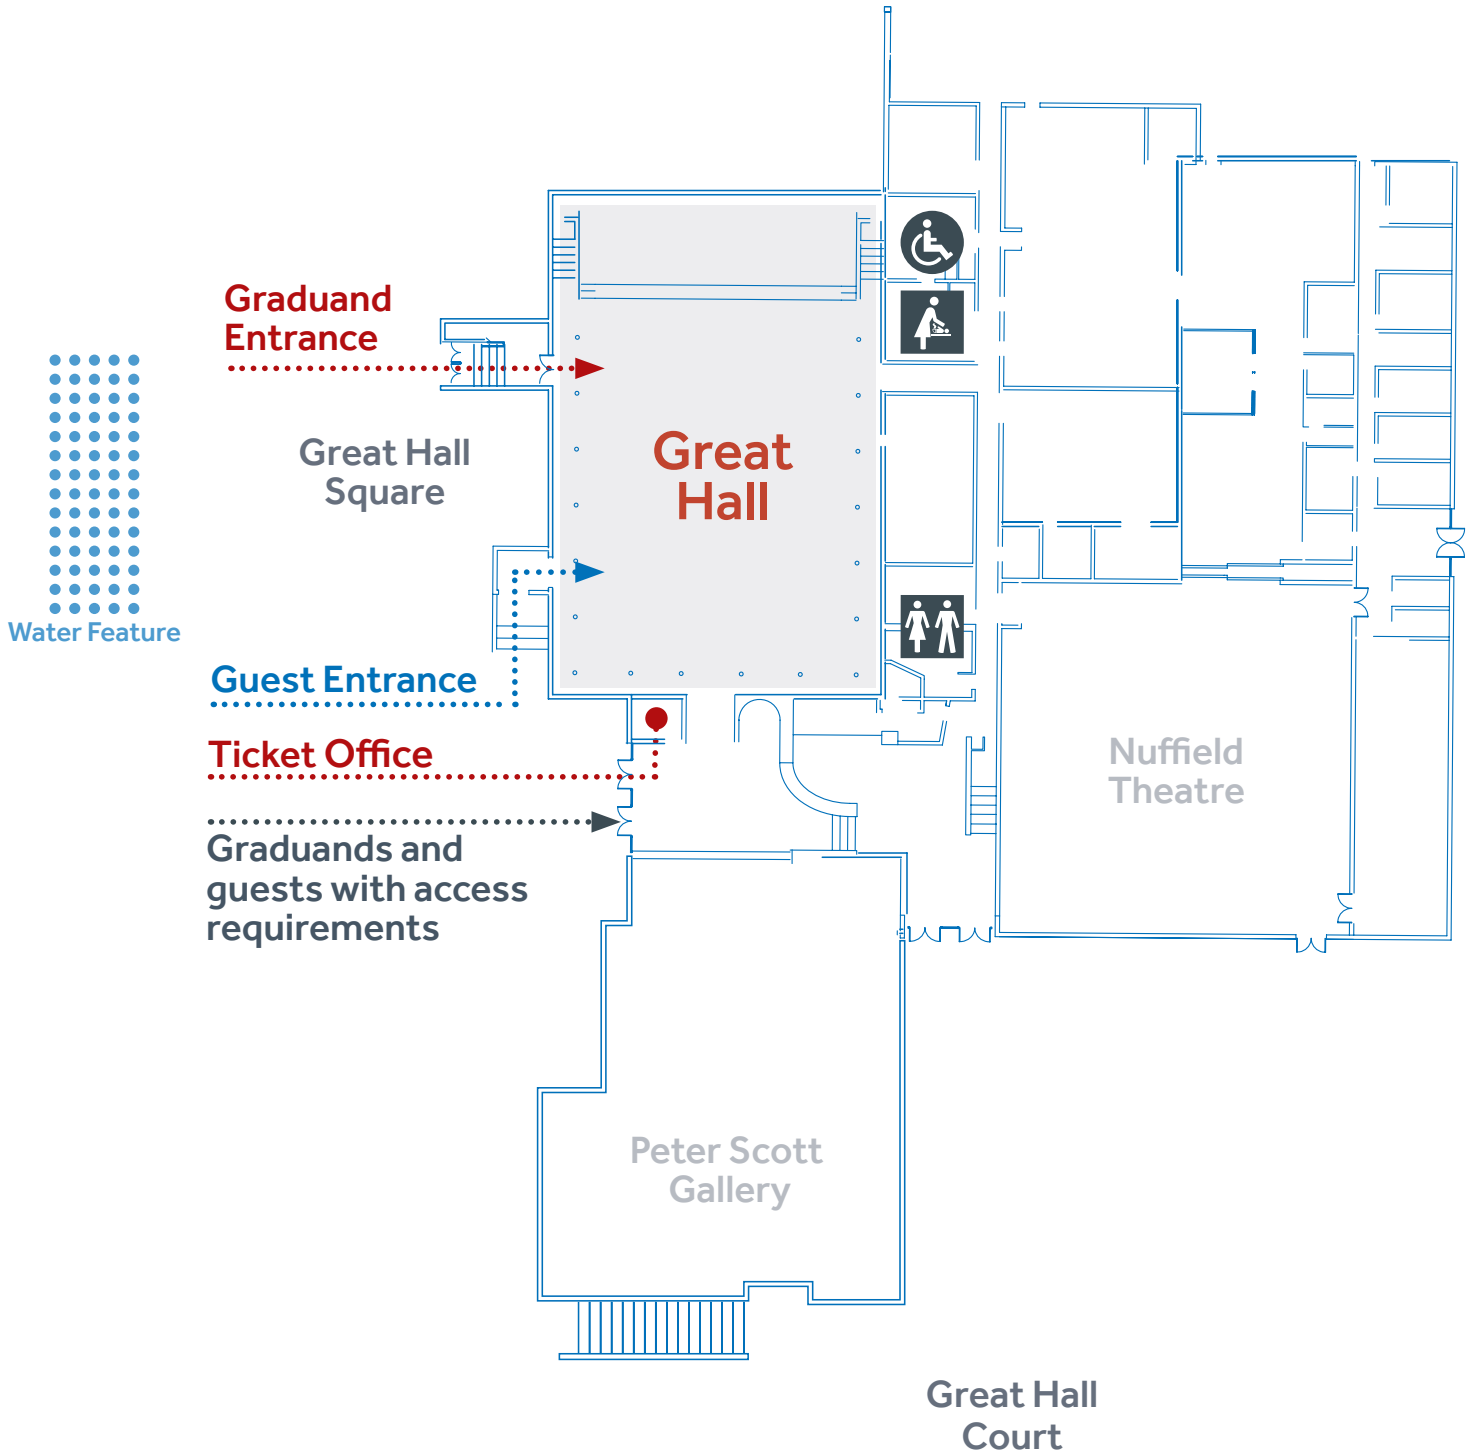 Graduand
Entrance
Great Hall
Square
Great
Hall
Water Feature
Guest Entrance
Ticket Office
Graduands and
guests with access
requirements
Nuffield
Theatre
Peter Scott
Gallery
Great Hall
Court